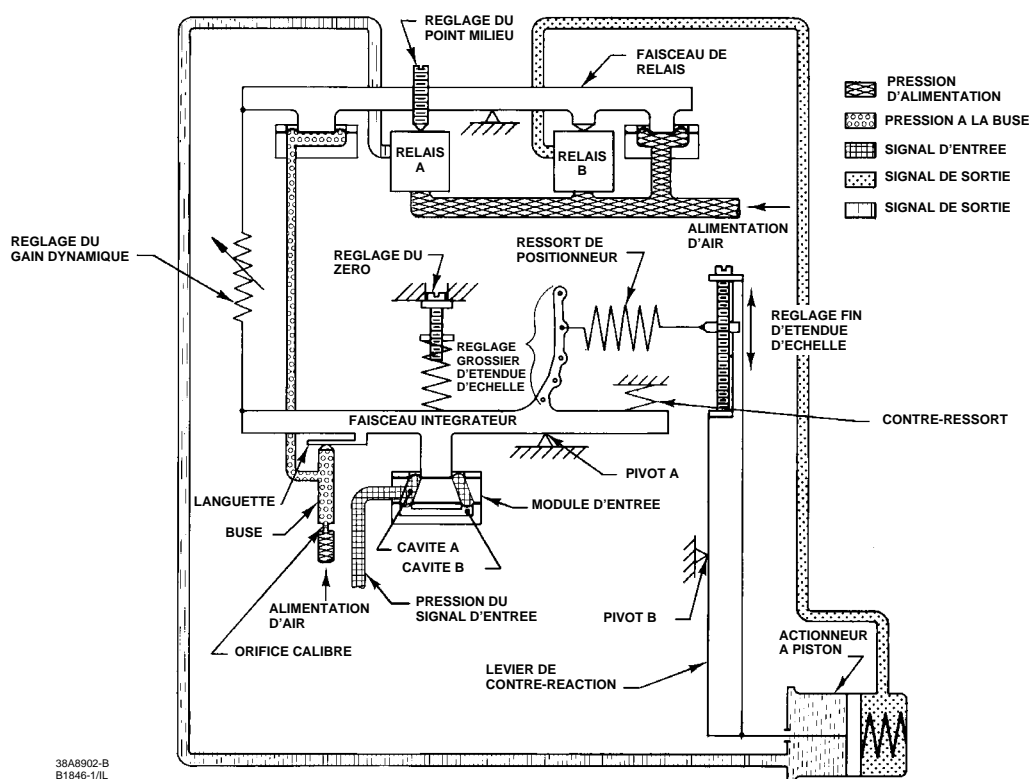 REGLAGE DU
POINT MILIEU
FAISCEAU DE
RELAIS
PRESSION
D'ALIMENTATION
PRESSION A LA BUSE
SIGNAL D'ENTREE
SIGNAL DE SORTIE
SIGNAL DE SORTIE
RELAIS
A
RELAIS
B
ALIMENTATION
D'AIR
REGLAGE DU
GAIN DYNAMIQUE
REGLAGE DU
ZERO
RESSORT DE
POSITIONNEUR
REGLAGE FIN
D'ETENDUE
D'ECHELLE
REGLAGE
GROSSIER
D'ETENDUE
D'ECHELLE
FAISCEAU INTEGRATEUR
CONTRE-RESSORT
PIVOT A
LANGUETTE
MODULE D'ENTREE
BUSE
CAVITE A
CAVITE B
ALIMENTATION
D'AIR
PRESSION DU
SIGNAL D'ENTREE
PIVOT B
ORIFICE CALIBRE
ACTIONNEUR
A PISTON
LEVIER DE
CONTRE-REACTION
38A8902-B
B1846-1/IL